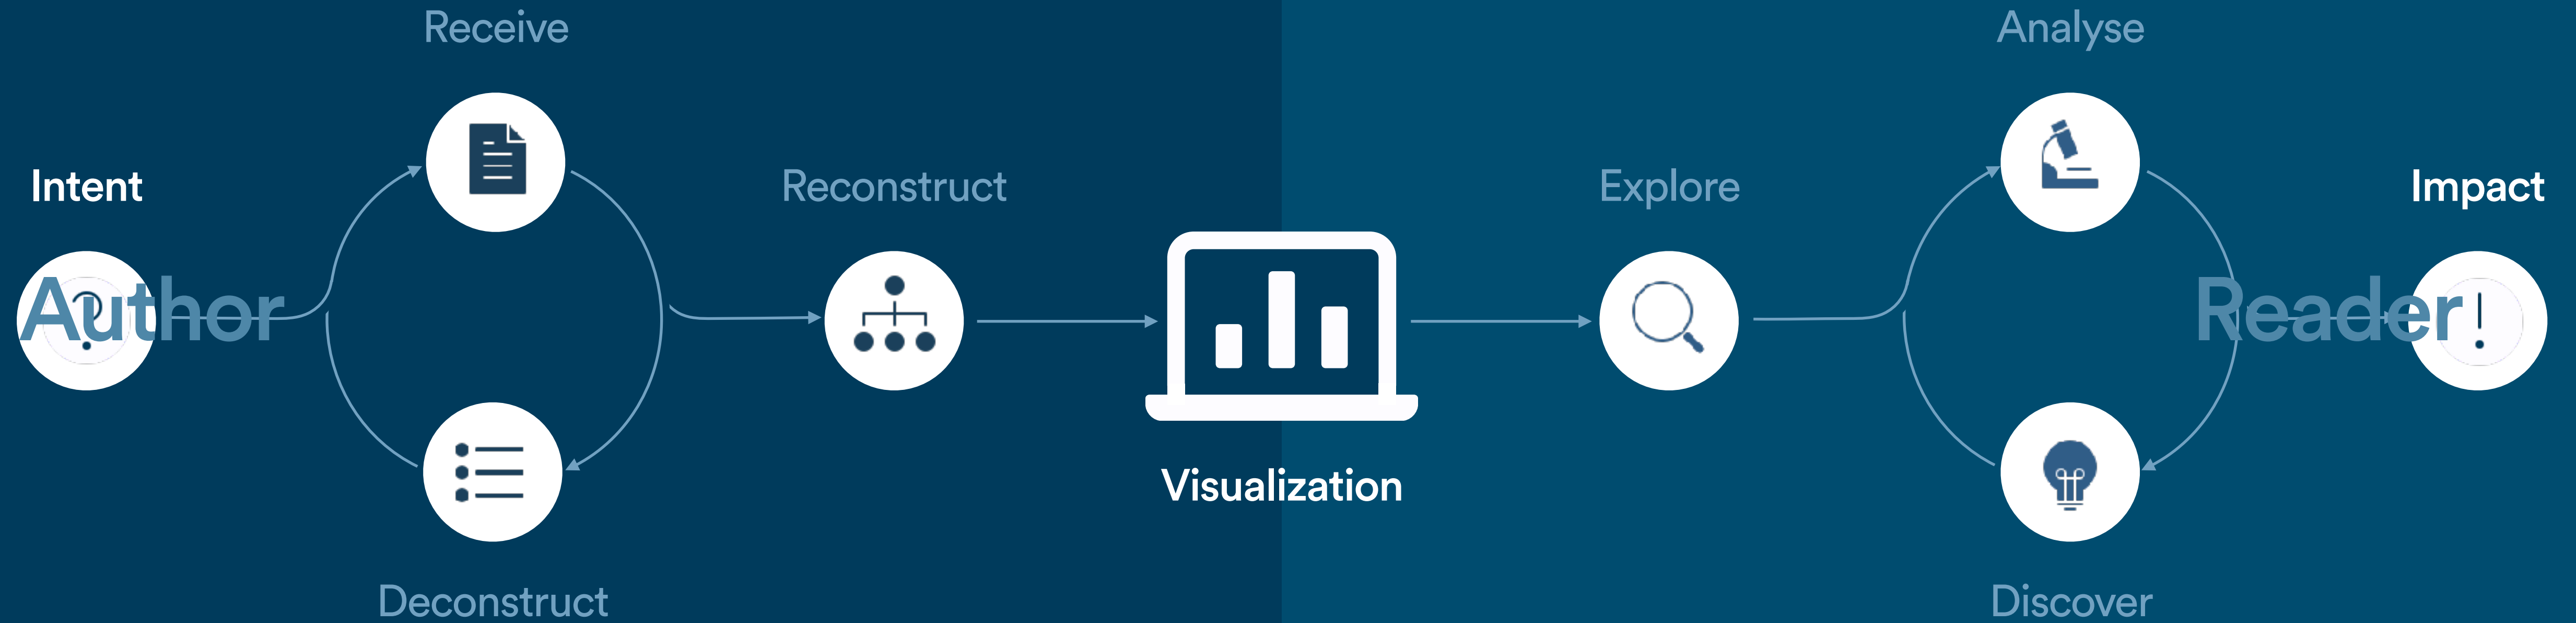 Receive
Analyse
Intent
Reconstruct
Explore
Impact
Author
?
Reader
!
Visualization
Deconstruct
Discover